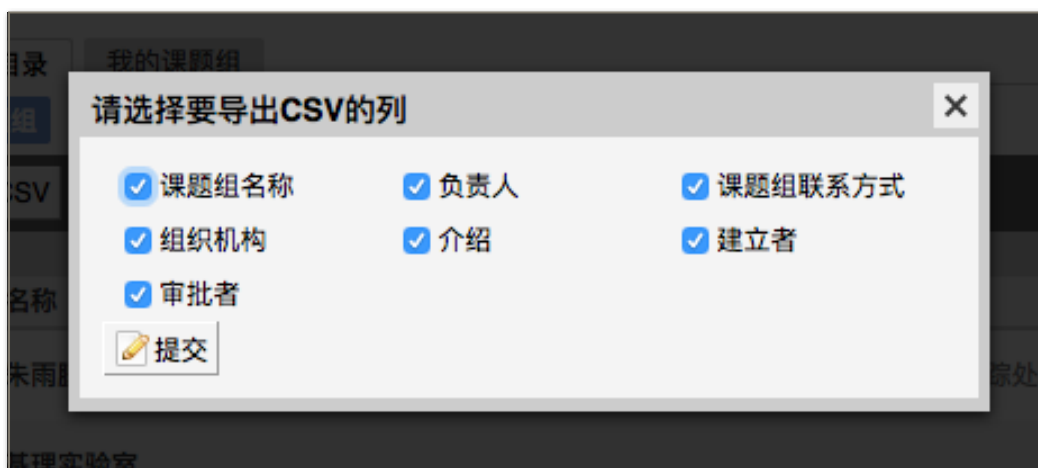 目录 我的课题组
请选择要导出CSV的列
组
课题组名称 负责人 课题组联系方式
CSV
组织机构 介绍 建立者
审批者
名称
提交
朱雨 踪处
基理实验室